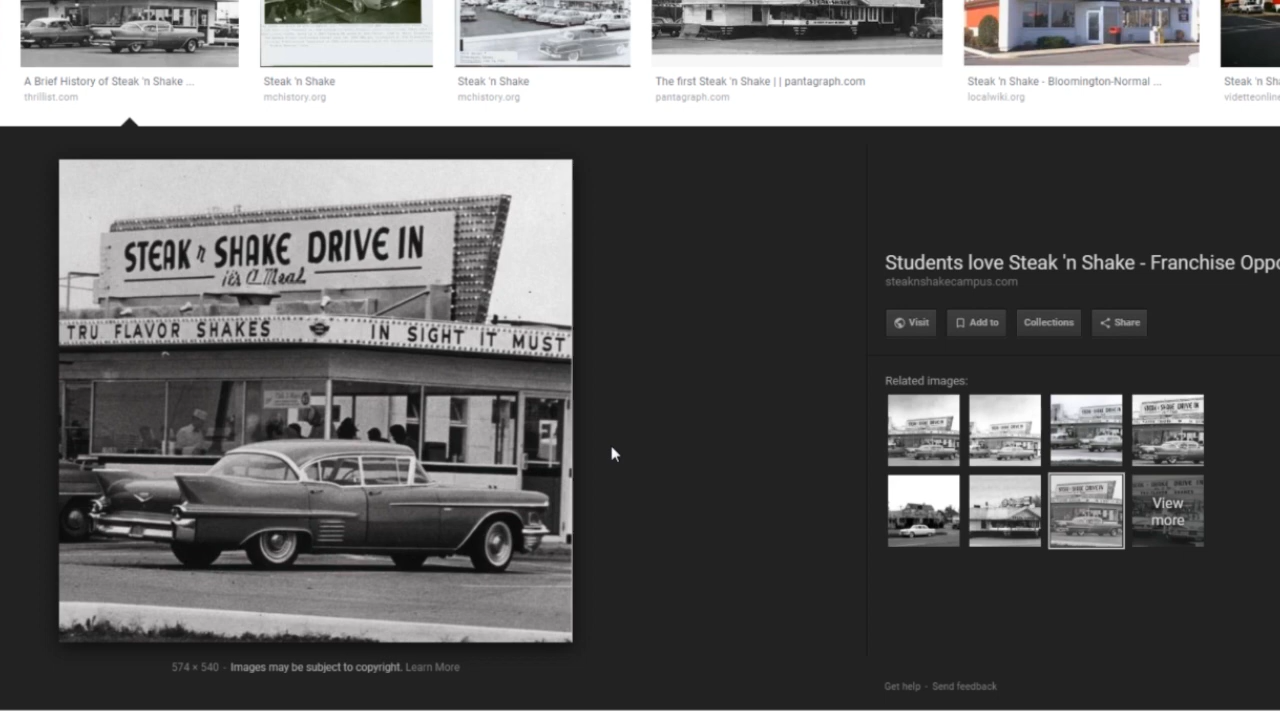 A Brief History of Steak 'n Shake ...
thrillist.com
Steak 'n Shake
mchistory.org
Steak 'n Shake
mchistory.org
The first Steak 'n Shake | | pantagraph.com
pantagraph.com
Steak 'n Shake - Bloomington-Normal ...
localwiki.org
Steak 'n Sha
videtteonline
STEAK n SHAKE DRIVE IN
it's a Meal
TRU FLAVOR SHAKES
IN SIGHT IT MUST
574 × 540 - Images may be subject to copyright. Learn More
Students love Steak 'n Shake - Franchise Oppo
steaknshakecampus.com
Visit
Add to
Collections
Share
Related images:
View
more
Get help - Send feedback